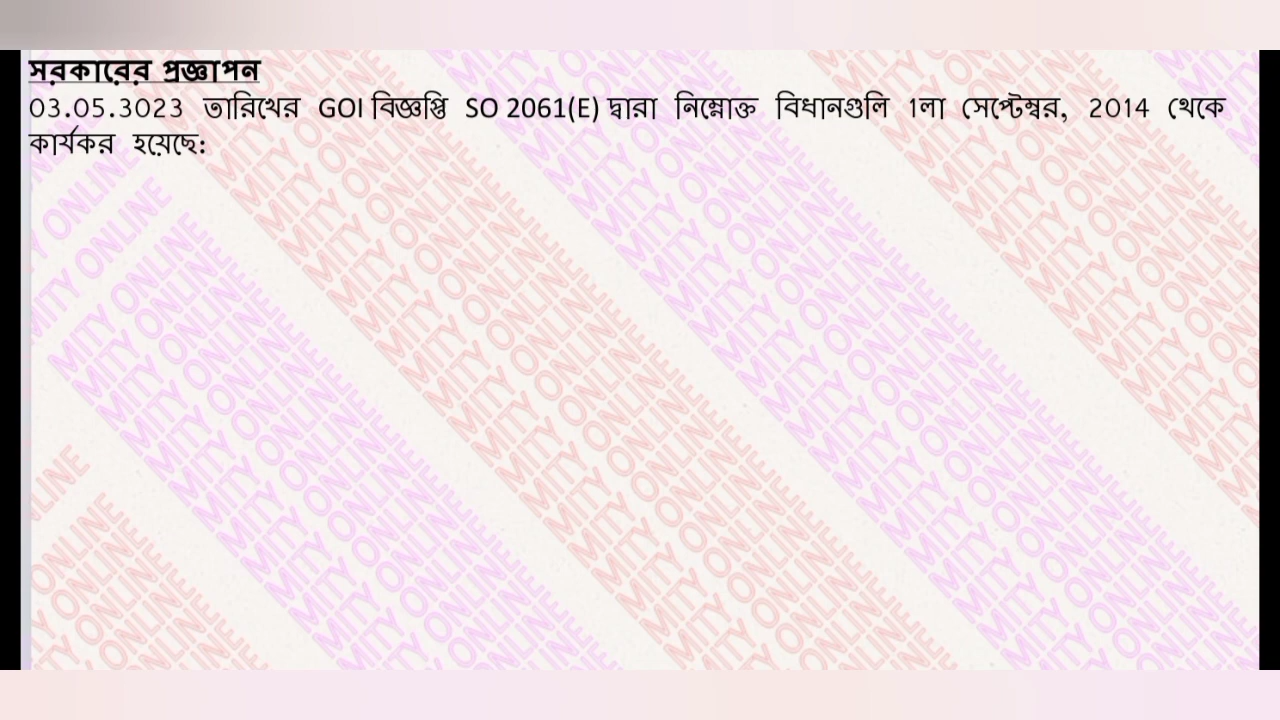 সরকারের প্রজ্ঞাপন
03.05.3023 তারিখের GOI বিজ্ঞপ্তি SO 2061(E) দ্বারা নিম্নোক্ত বিধানগুলি 1লা সেপ্টেম্বর, 2014 থেকে
কার্যকর হয়েছে: